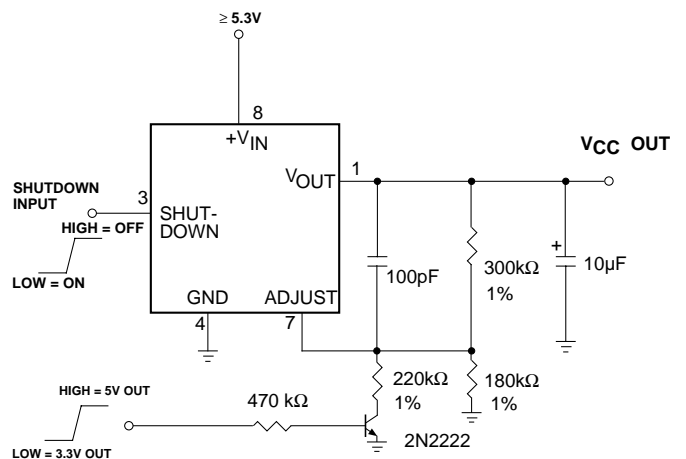 ≥ 5.3V
8
+VIN
VOUT
1
VCC OUT
SHUTDOWN
INPUT
3
HIGH = OFF
SHUT-
DOWN
LOW = ON
GND
4
ADJUST
7
100pF
300kΩ
1%
+
10µF
HIGH = 5V OUT
LOW = 3.3V OUT
470 kΩ
220kΩ
1%
180kΩ
1%
2N2222